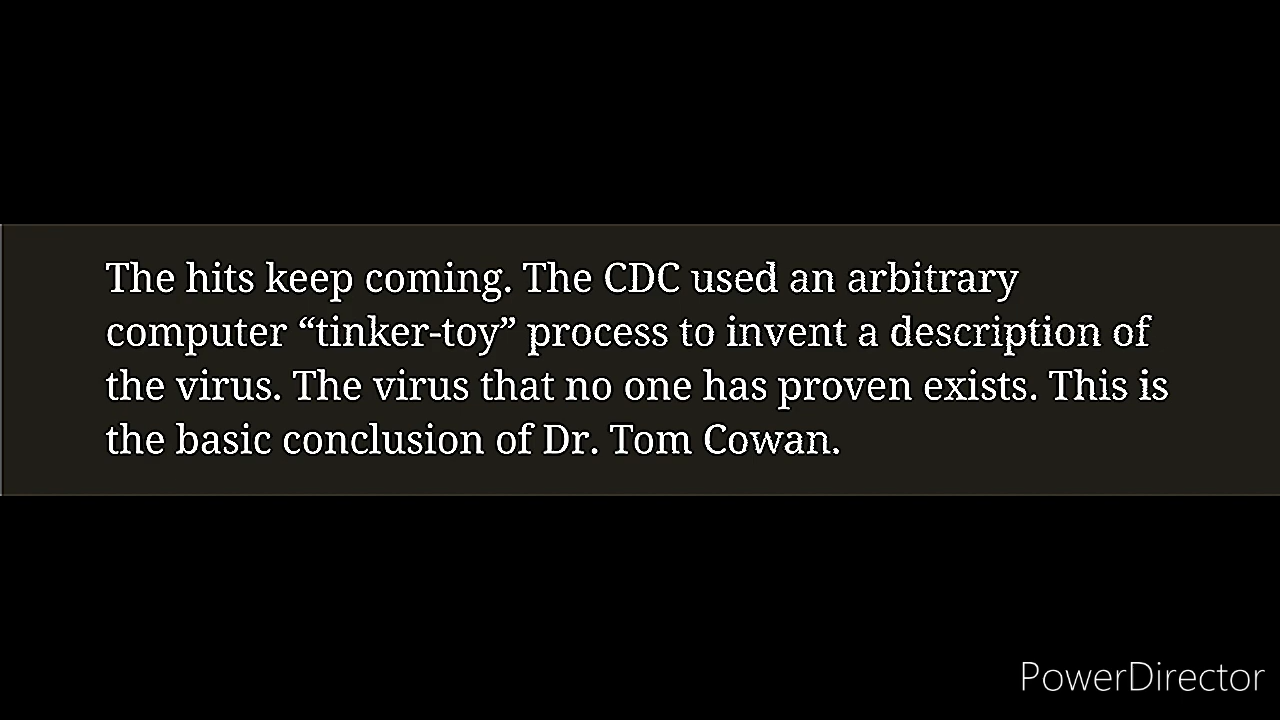 The hits keep coming. The CDC used an arbitrary
computer “tinker-toy” process to invent a description of
the virus. The virus that no one has proven exists. This is
the basic conclusion of Dr. Tom Cowan.
PowerDirector